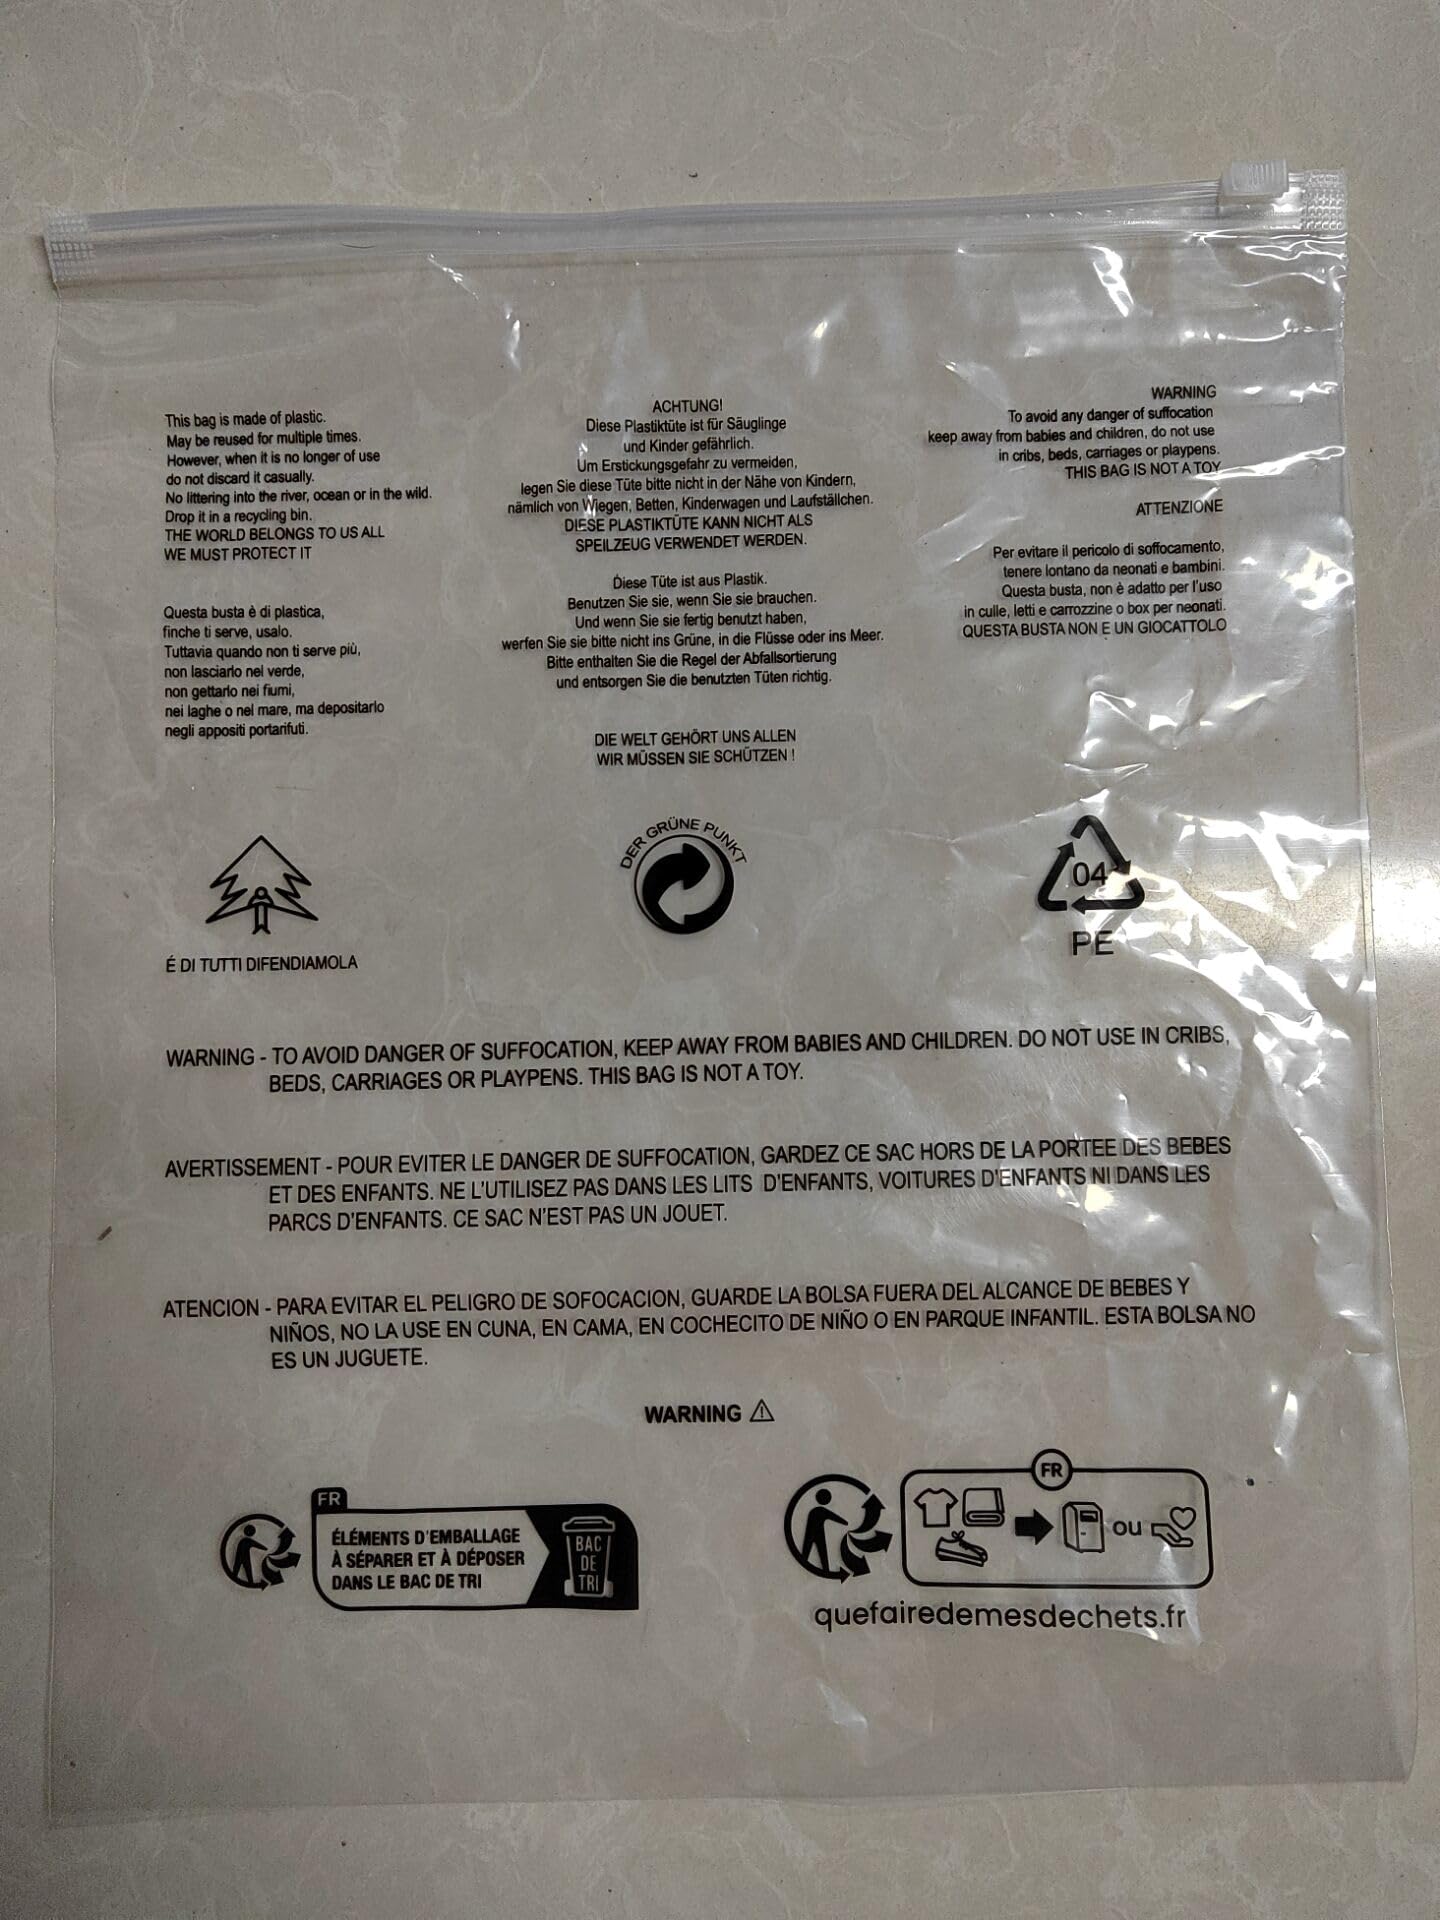 This bag is made of plastic.
May be reused for multiple times.
However, when it is no longer of use
do not discard it casually.
No littering into the river, ocean or in the wild.
Drop it in a recycling bin.
THE WORLD BELONGS TO US ALL
WE MUST PROTECT IT
Questa busta è di plastica,
finche ti serve, usalo.
Tuttavia quando non ti serve più,
non lasciarlo nel verde,
non gettarlo nei fiumi,
nei laghe o nel mare, ma depositarlo
negli appositi portarifuti.
ACHTUNG!
Diese Plastiktüte ist für Säuglinge
und Kinder gefährlich.
Um Erstickungsgefahr zu vermeiden,
legen Sie diese Tüte bitte nicht in der Nähe von Kindern,
nämlich von Wiegen, Betten, Kinderwagen und Laufställchen.
DIESE PLASTIKTÜTE KANN NICHT ALS
SPEILZEUG VERWENDET WERDEN.
Diese Tüte ist aus Plastik.
Benutzen Sie sie, wenn Sie sie brauchen.
Und wenn Sie sie fertig benutzt haben,
werfen Sie sie bitte nicht ins Grüne, in die Flüsse oder ins Meer.
Bitte enthalten Sie die Regel der Abfallsortierung
und entsorgen Sie die benutzten Tüten richtig.
DIE WELT GEHÖRT UNS ALLEN
WIR MÜSSEN SIE SCHÜTZEN !
WARNING
To avoid any danger of suffocation
keep away from babies and children, do not use
in cribs, beds, carriages or playpens.
THIS BAG IS NOT A TOY
ATTENZIONE
Per evitare il pericolo di soffocamento,
tenere lontano da neonati e bambini.
Questa busta, non è adatto per l'uso
in culle, letti e carrozzine o box per neonati.
QUESTA BUSTA NON E UN GIOCATTOLO
É DI TUTTI DIFENDIAMOLA
DER GRÜNE PUNKT
04
PE
WARNING - TO AVOID DANGER OF SUFFOCATION, KEEP AWAY FROM BABIES AND CHILDREN. DO NOT USE IN CRIBS,
BEDS, CARRIAGES OR PLAYPENS. THIS BAG IS NOT A TOY.
AVERTISSEMENT - POUR EVITER LE DANGER DE SUFFOCATION, GARDEZ CE SAC HORS DE LA PORTEE DES BEBES
ET DES ENFANTS. NE L'UTILISEZ PAS DANS LES LITS D'ENFANTS, VOITURES D'ENFANTS NI DANS LES
PARCS D'ENFANTS. CE SAC N'EST PAS UN JOUET.
ATENCION - PARA EVITAR EL PELIGRO DE SOFOCACION, GUARDE LA BOLSA FUERA DEL ALCANCE DE BEBES Y
NIÑOS, NO LA USE EN CUNA, EN CAMA, EN COCHECITO DE NIÑO O EN PARQUE INFANTIL. ESTA BOLSA NO
ES UN JUGUETE.
WARNING ⚠
FR
ÉLÉMENTS D'EMBALLAGE
À SÉPARER ET À DÉPOSER
DANS LE BAC DE TRI
BAC
DE
TRI
FR
ou
quefairedemesdechets.fr